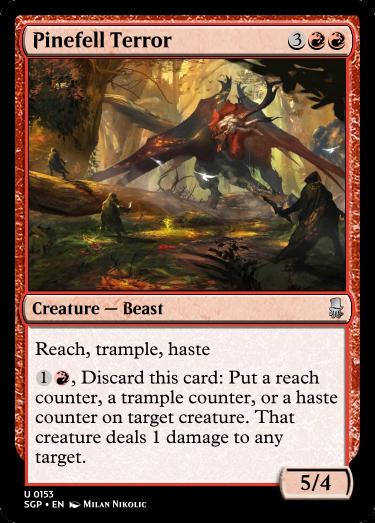 Pinefell Terror 3
Creature — Beast
Reach, trample, haste
1, Discard this card: Put a reach
counter, a trample counter, or a haste
counter on target creature. That
creature deals 1 damage to any
target.
5/4
U 0153
SGP • EN Milan Nikolic